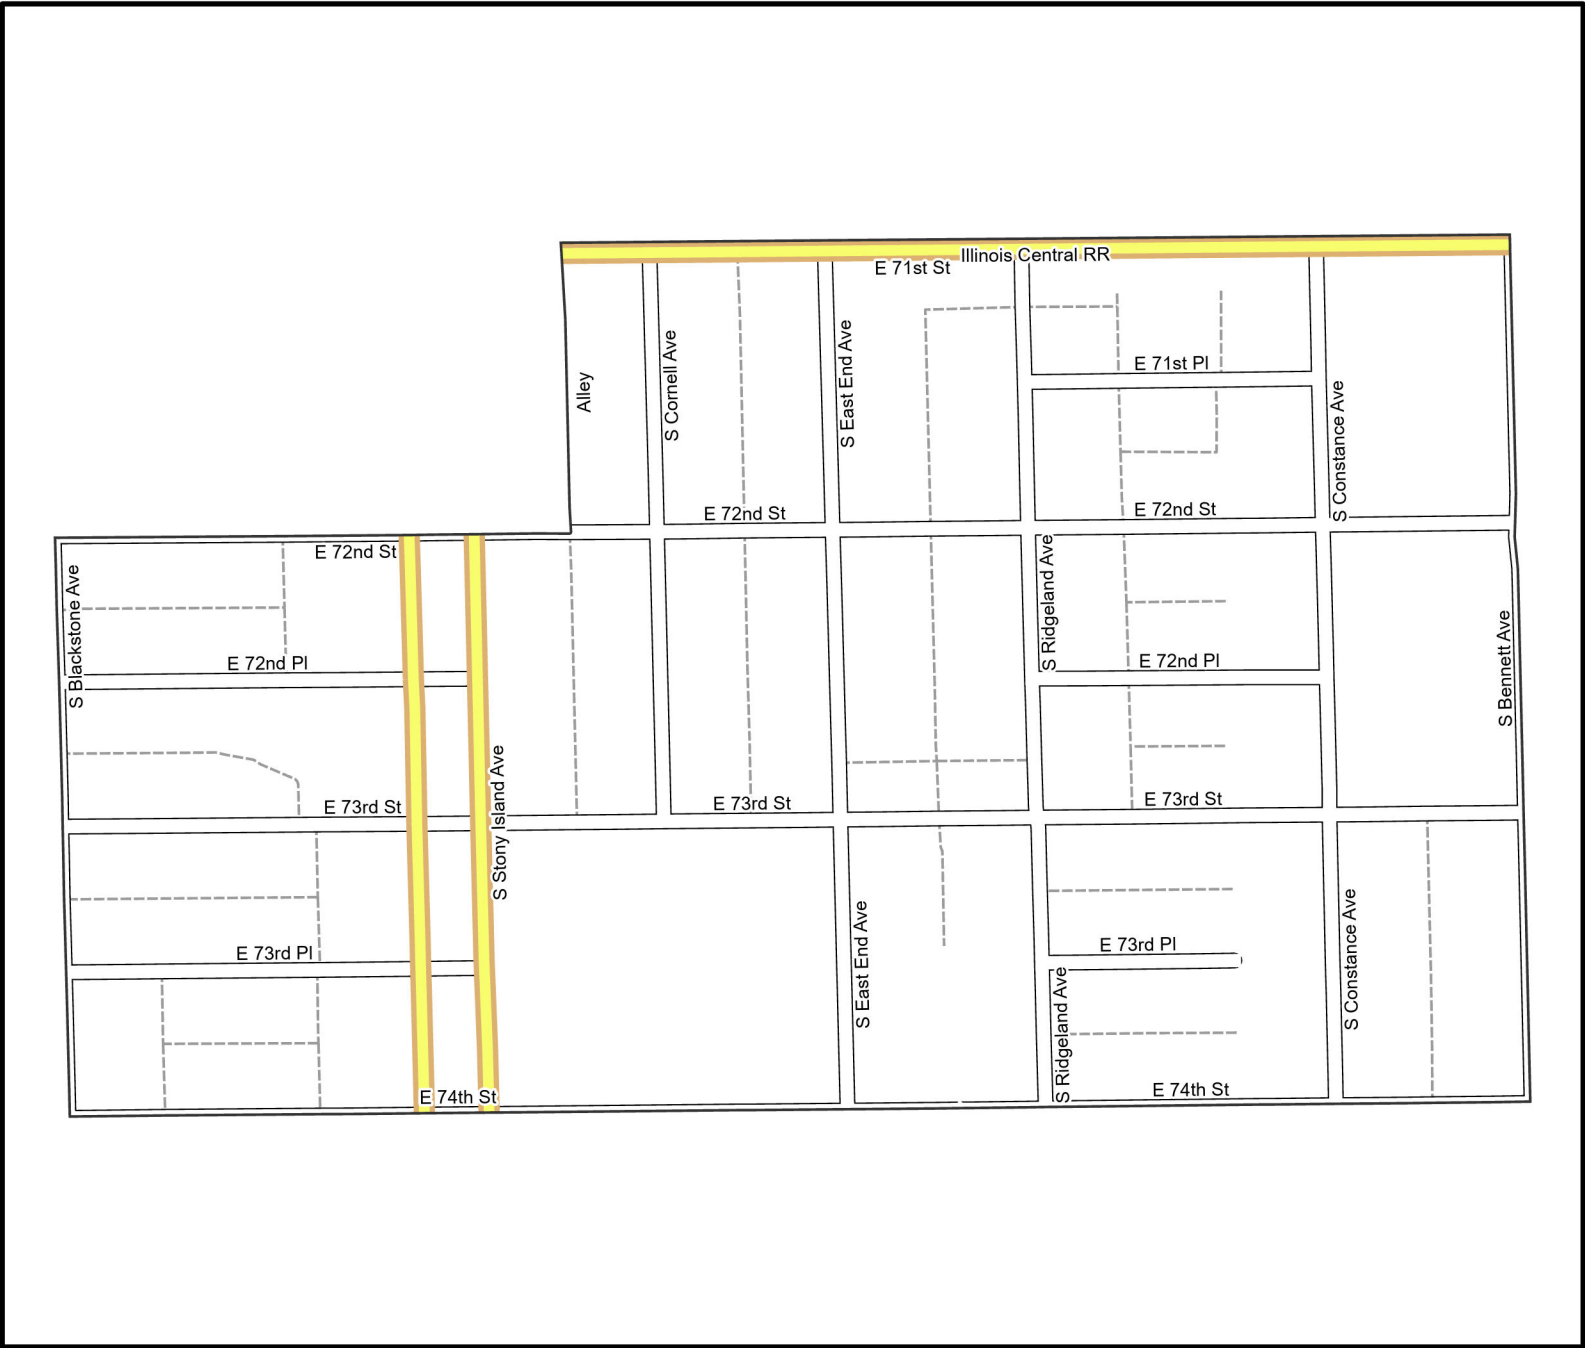 Illinois Central RR
E 71st St
S Cornell Ave
S East End Ave
Alley
E 71st Pl
S Constance Ave
E 72nd St
E 72nd St
E 72nd St
S Blackstone Ave
S Ridgeland Ave
S Bennett Ave
E 72nd Pl
E 72nd Pl
S Stony Island Ave
E 73rd St
E 73rd St
E 73rd St
S East End Ave
S Constance Ave
E 73rd Pl
E 73rd Pl
S Ridgeland Ave
E 74th St
E 74th St